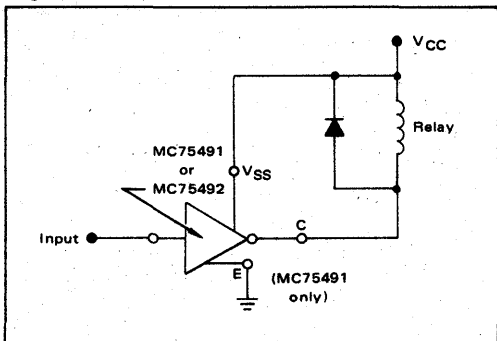 VCC
Relay
MC75491
or
MC75492
VSS
Input
C
E
(MC75491
only)